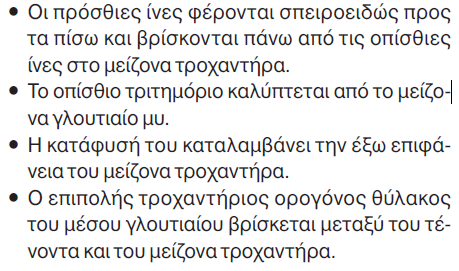 • Οι πρόσθιες ίνες φέρονται σπειροειδώς προς
τα πίσω και βρίσκονται πάνω από τις οπίσθιες
ίνες στο μείζονα τροχαντήρα.
• Το οπίσθιο τριτημόριο καλύπτεται από το μείζο-
να γλουτιαίο μυ.
• Η κατάφυσή του καταλαμβάνει την έξω επιφά-
νεια του μείζονα τροχαντήρα.
• Ο επιπολής τροχαντήριος ορογόνος θύλακος
του μέσου γλουτιαίου βρίσκεται μεταξύ του τέ-
νοντα και του μείζονα τροχαντήρα.